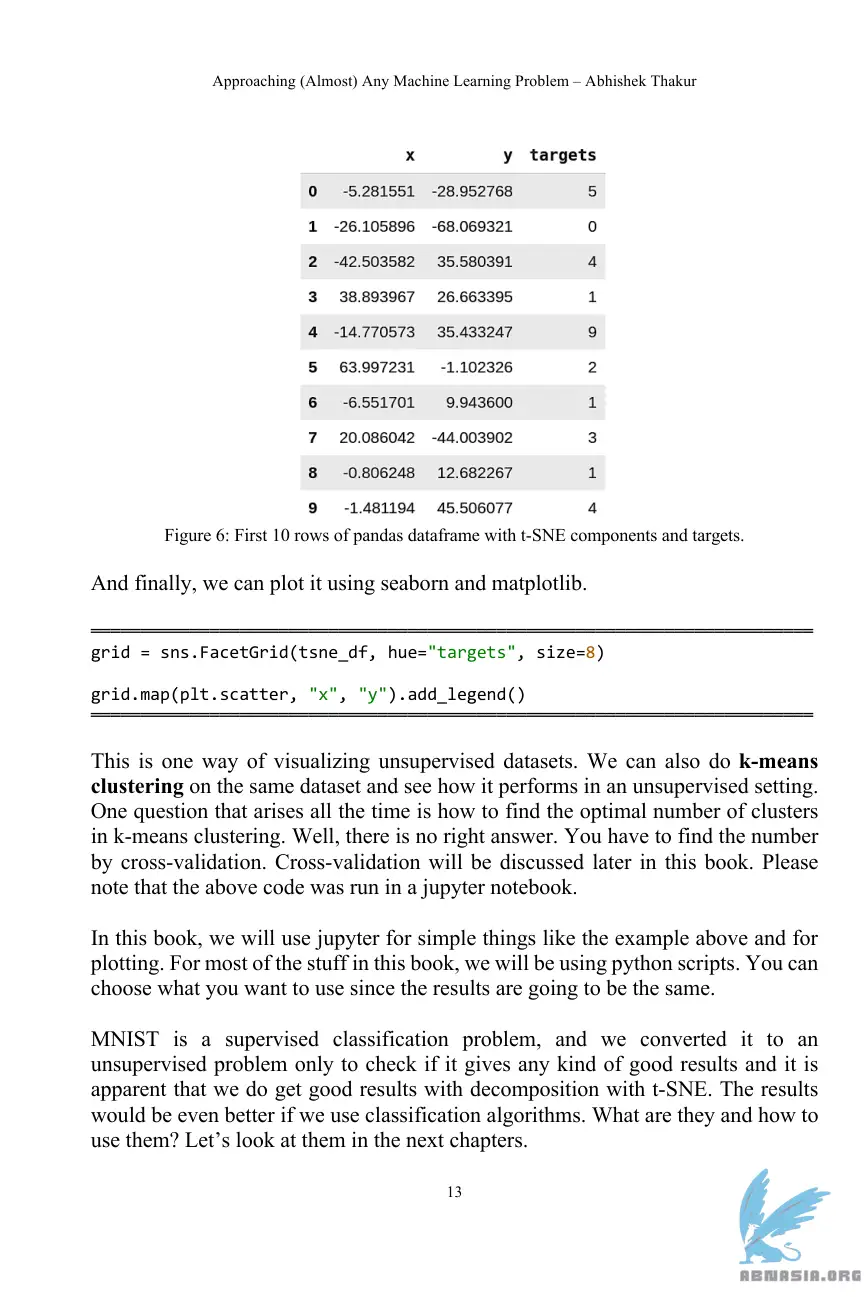 Approaching (Almost) Any Machine Learning Problem – Abhishek Thakur
x y targets
0 -5.281551 -28.952768 5
1 -26.105896 -68.069321 0
2 -42.503582 35.580391 4
3 38.893967 26.663395 1
4 -14.770573 35.433247 9
5 63.997231 -1.102326 2
6 -6.551701 9.943600 1
7 20.086042 -44.003902 3
8 -0.806248 12.682267 1
9 -1.481194 45.506077 4
Figure 6: First 10 rows of pandas dataframe with t-SNE components and targets.
And finally, we can plot it using seaborn and matplotlib.
grid = sns.FacetGrid(tsne_df, hue="targets", size=8)
grid.map(plt.scatter, "x", "y").add_legend()
This is one way of visualizing unsupervised datasets. We can also do k-means
clustering on the same dataset and see how it performs in an unsupervised setting.
One question that arises all the time is how to find the optimal number of clusters
in k-means clustering. Well, there is no right answer. You have to find the number
by cross-validation. Cross-validation will be discussed later in this book. Please
note that the above code was run in a jupyter notebook.
In this book, we will use jupyter for simple things like the example above and for
plotting. For most of the stuff in this book, we will be using python scripts. You can
choose what you want to use since the results are going to be the same.
MNIST is a supervised classification problem, and we converted it to an
unsupervised problem only to check if it gives any kind of good results and it is
apparent that we do get good results with decomposition with t-SNE. The results
would be even better if we use classification algorithms. What are they and how to
use them? Let’s look at them in the next chapters.
13
ABNASIA.ORG